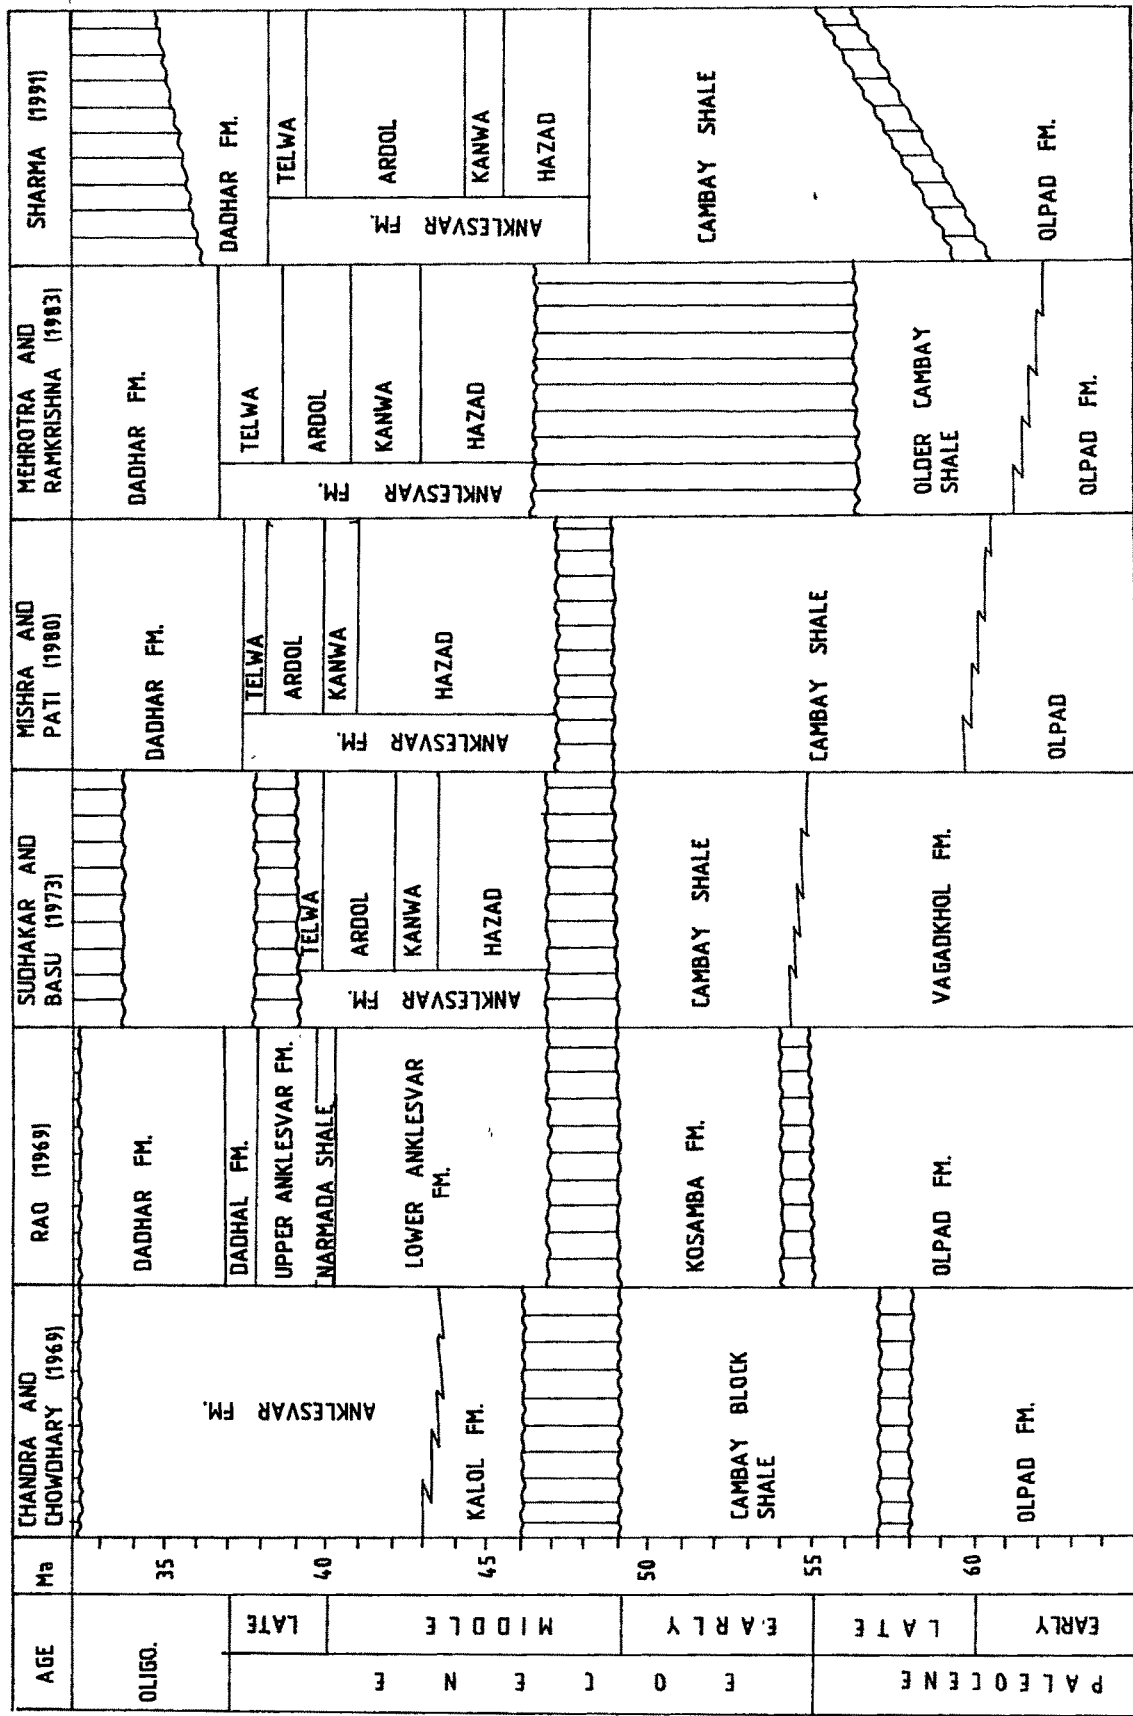 AGE
Ma
CHANDRA AND
CHOWDHARY (1969)
RAO (1969)
SUDHAKAR AND
BASU (1973)
MISHRA AND
PATI (1980)
MEHROTRA AND
RAMKRISHNA (1983)
SHARMA (1991)
OLIGO.
EOCENE
PALEOCENE
LATE
MIDDLE
EARLY
LATE
EARLY
35
40
45
50
55
60
ANKLESVAR FM.
KALOL FM.
CAMBAY BLOCK
SHALE
OLPAD FM.
DADHAR FM.
DADHAL FM.
UPPER ANKLESVAR FM.
NARMADA SHALE
LOWER ANKLESVAR
FM.
KOSAMBA FM.
OLPAD FM.
ANKLESVAR FM.
TELWA
ARDOL
KANWA
HAZAD
CAMBAY SHALE
VAGADKHOL FM.
DADHAR FM.
ANKLESVAR FM.
TELWA
ARDOL
KANWA
HAZAD
CAMBAY SHALE
OLPAD
DADHAR FM.
ANKLESVAR FM.
TELWA
ARDOL
KANWA
HAZAD
OLDER CAMBAY
SHALE
OLPAD FM.
DADHAR FM.
ANKLESVAR FM.
TELWA
ARDOL
KANWA
HAZAD
CAMBAY SHALE
OLPAD FM.